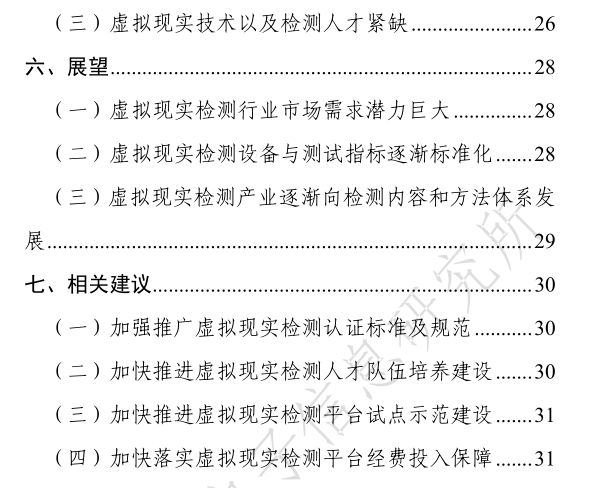 （三）虚拟现实技术以及检测人才紧缺.......................26
六、展望..................................................................28
（一）虚拟现实检测行业市场需求潜力巨大...............28
（二）虚拟现实检测设备与测试指标逐渐标准化.......28
（三）虚拟现实检测产业逐渐向检测内容和方法体系发
展............................................................................29
七、相关建议............................................................30
（一）加强推广虚拟现实检测认证标准及规范...........30
（二）加快推进虚拟现实检测人才队伍培养建设.......30
（三）加快推进虚拟现实检测平台试点示范建设.......31
（四）加快落实虚拟现实检测平台经费投入保障.......31
子信息研究所